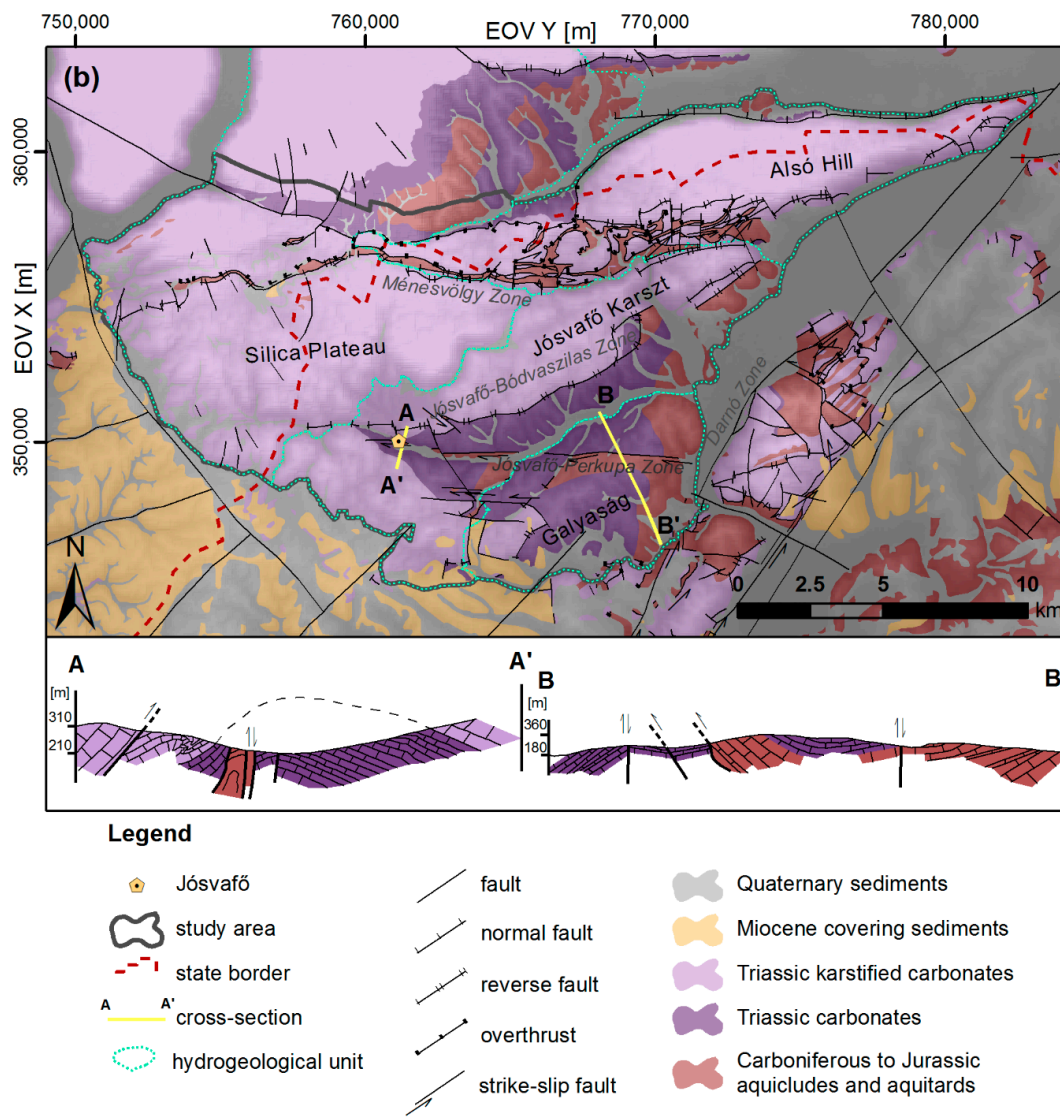 750,000
760,000
770,000
780,000
EOV Y [m]
(b)
360,000
350,000
EOV X [m]
Alsó Hill
Ménesvölgy Zone
Silica Plateau
Jósvafő Karszt
Jósvafő-Bódvaszilas Zone
A
B
Darnó Zone
A'
Jósvafő-Perkupa Zone
Galyaság
B'
N
0 2.5 5 10
km
A
A'
B
B
[m]
310
210
[m]
360
180
Legend
Jósvafő
study area
state border
A A'
cross-section
hydrogeological unit
fault
normal fault
reverse fault
overthrust
strike-slip fault
Quaternary sediments
Miocene covering sediments
Triassic karstified carbonates
Triassic carbonates
Carboniferous to Jurassic
aquicludes and aquitards